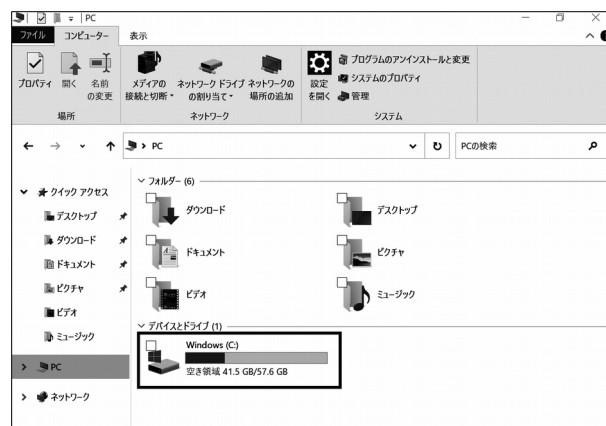 PC
ファイル
コンピューター
表示
プロパティ
開く
名前
の変更
場所
メディアの
接続と切断
ネットワーク ドライブ
の割り当て
ネットワークの
場所の追加
ネットワーク
設定
を開く
プログラムのアンインストールと変更
システムのプロパティ
管理
システム
PC
PCの検索
クイック アクセス
デスクトップ
ダウンロード
ドキュメント
ピクチャ
ビデオ
ミュージック
PC
ネットワーク
フォルダー (6)
ダウンロード
デスクトップ
ドキュメント
ピクチャ
ビデオ
ミュージック
デバイスとドライブ (1)
Windows (C:)
空き領域 41.5 GB/57.6 GB